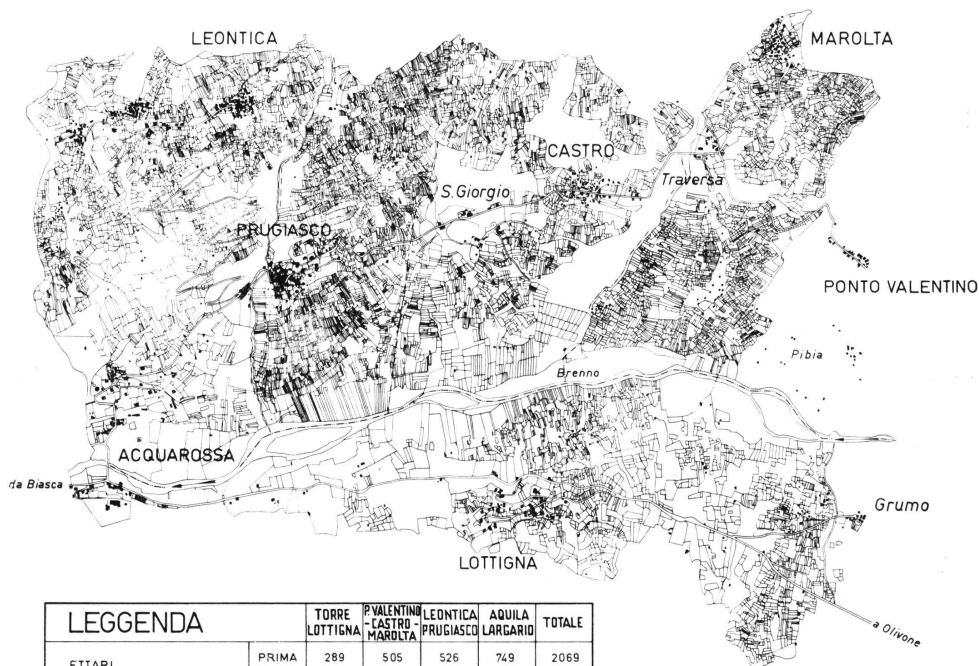 LEONTICA
MAROLTA
CASTRO
Traversa
S. Giorgio
PRUGIASCO
PONTO VALENTINO
Pibia
Brenno
ACQUAROSSA
da Biasca
Grumo
LOTTIGNA
a Olivone
LEGGENDA
TORRE LOTTIGNA
P. VALENTINO - CASTRO - MAROLTA
LEONTICA PRUGIASCO
AQUILA LARGARIO
TOTALE
ETTARI
PRIMA 289 505 526 749 2069